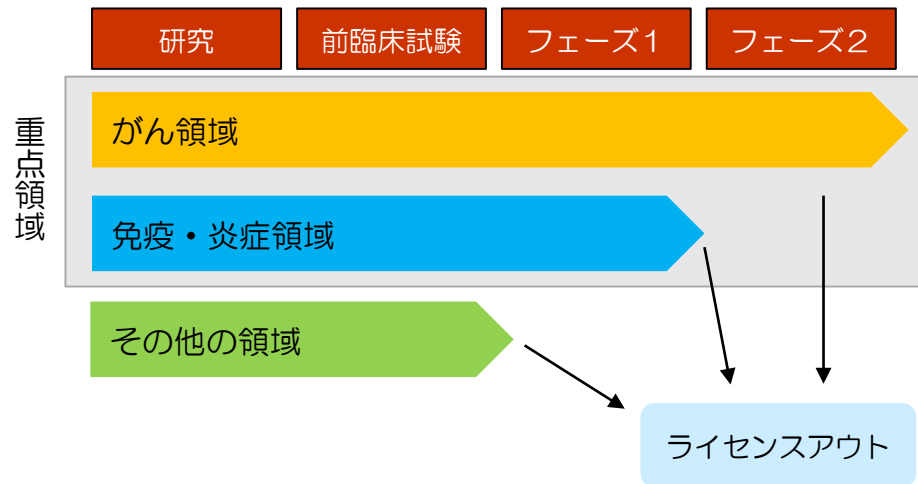 研究
前臨床試験
フェーズ1
フェーズ2
重点領域
がん領域
免疫・炎症領域
その他の領域
ライセンスアウト